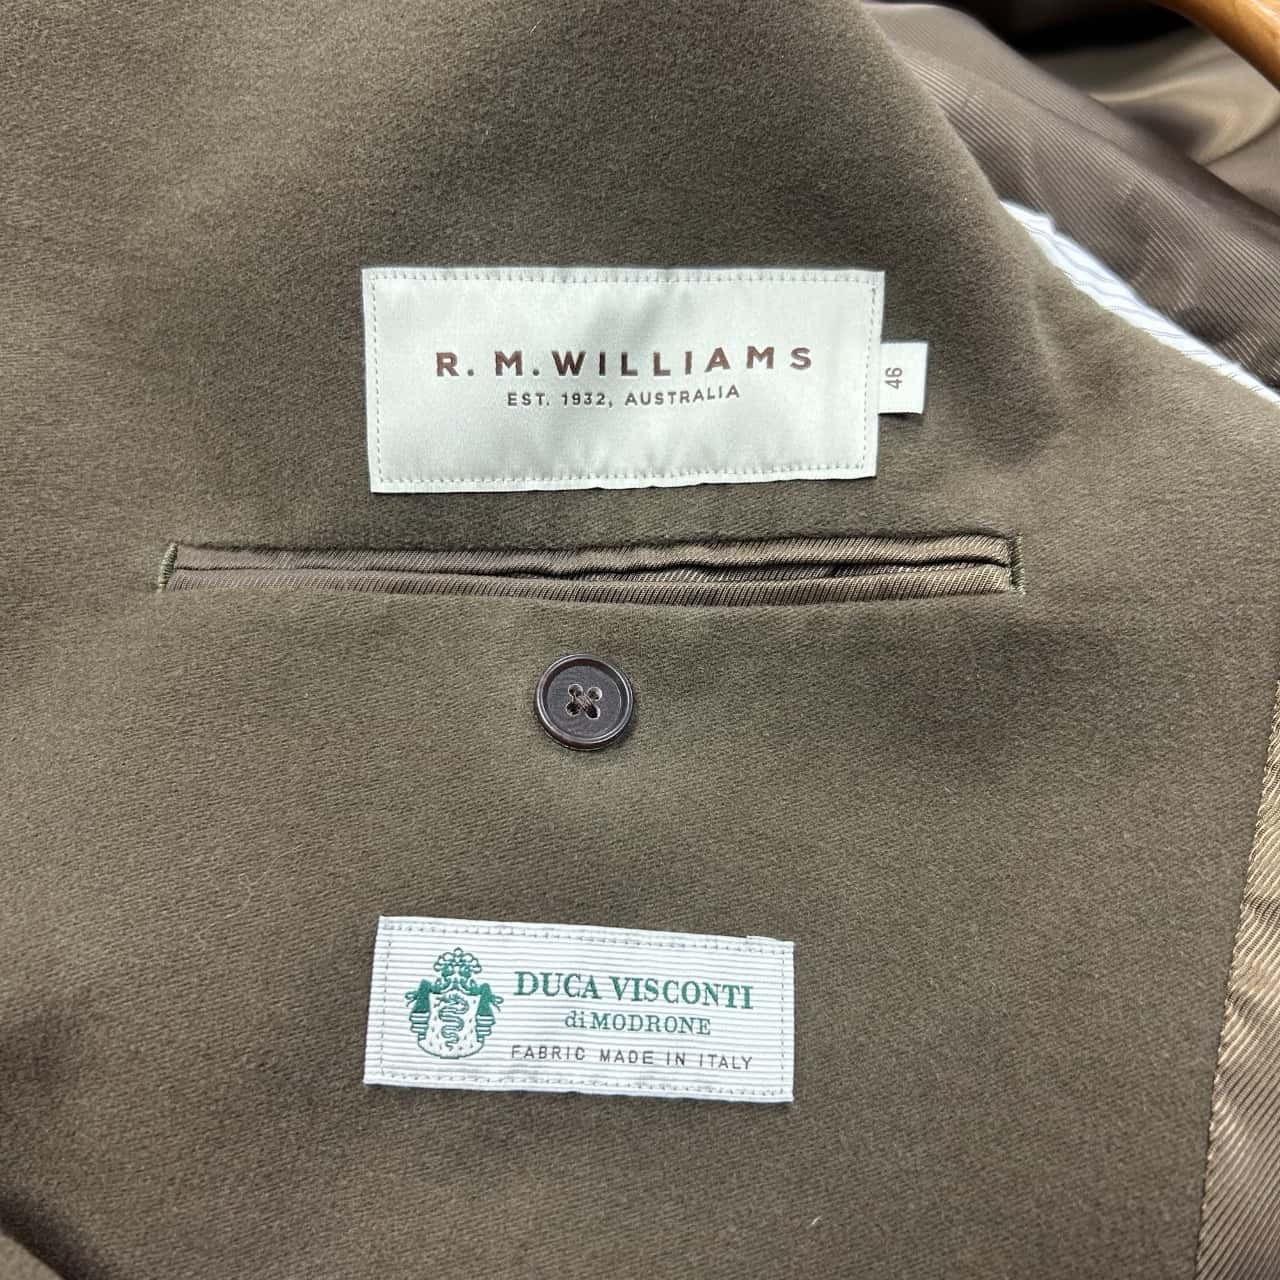 R. M. WILLIAMS
EST. 1932, AUSTRALIA
46
DUCA VISCONTI
di MODRONE
FABRIC MADE IN ITALY